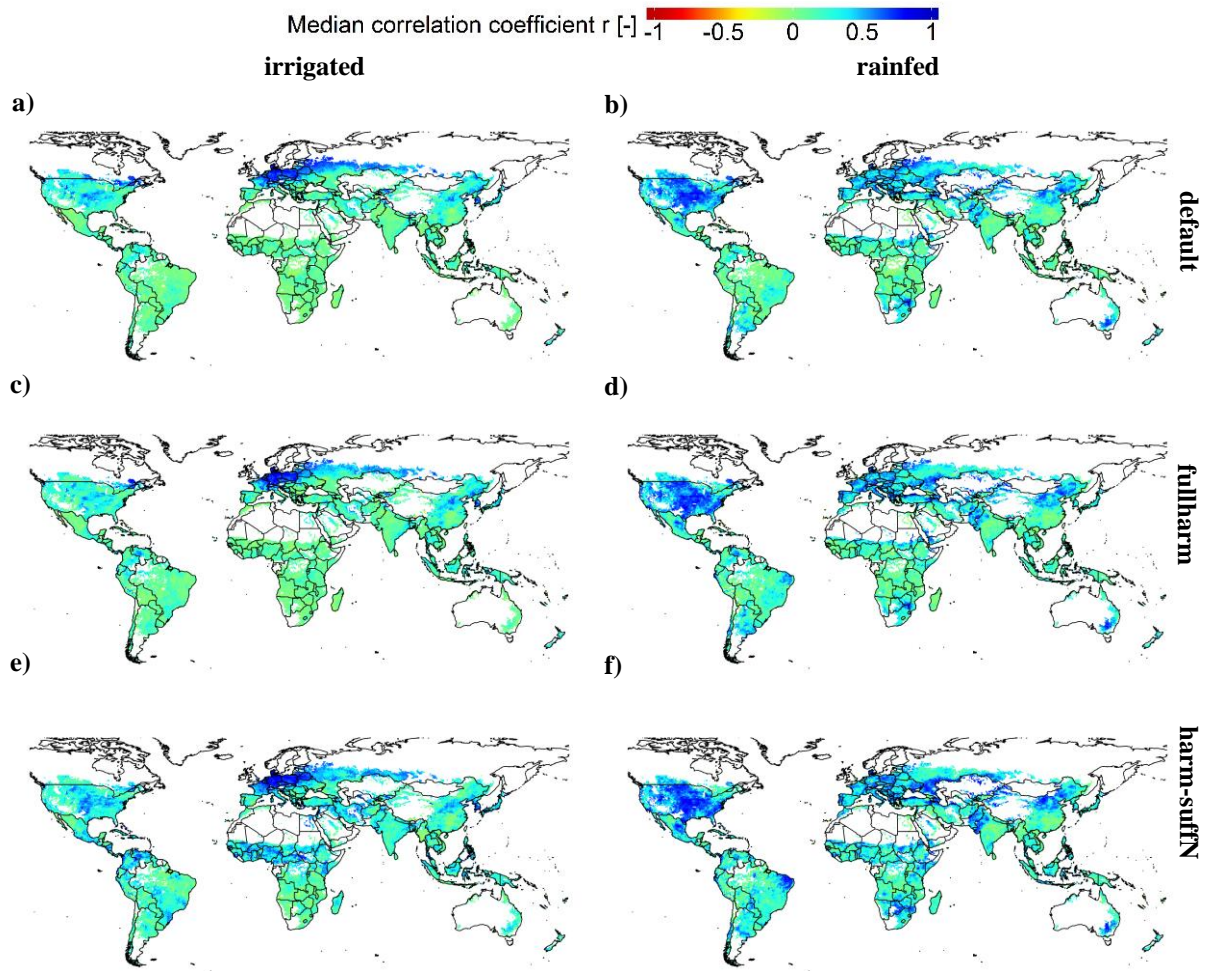 Median correlation coefficient r [-] -1 -0.5 0 0.5 1
irrigated rainfed
a) b)
default
c) d)
fullharm
e) f)
harm-suffN